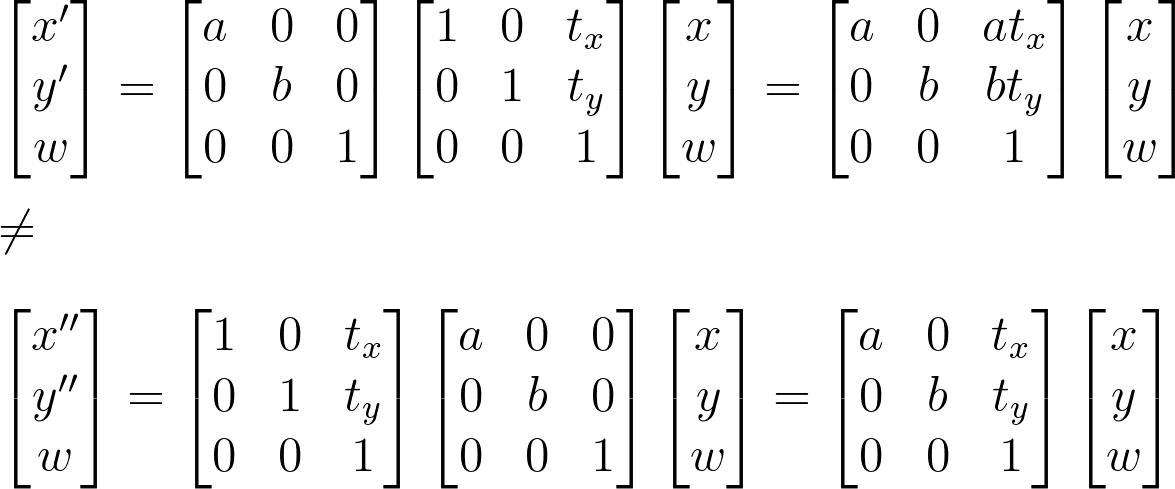 [x′ y′ w] = [a 0 0; 0 b 0; 0 0 1] [1 0 t_x; 0 1 t_y; 0 0 1] [x y w] = [a 0 at_x; 0 b bt_y; 0 0 1] [x y w]
≠
[x″ y″ w] = [1 0 t_x; 0 1 t_y; 0 0 1] [a 0 0; 0 b 0; 0 0 1] [x y w] = [a 0 t_x; 0 b t_y; 0 0 1] [x y w]